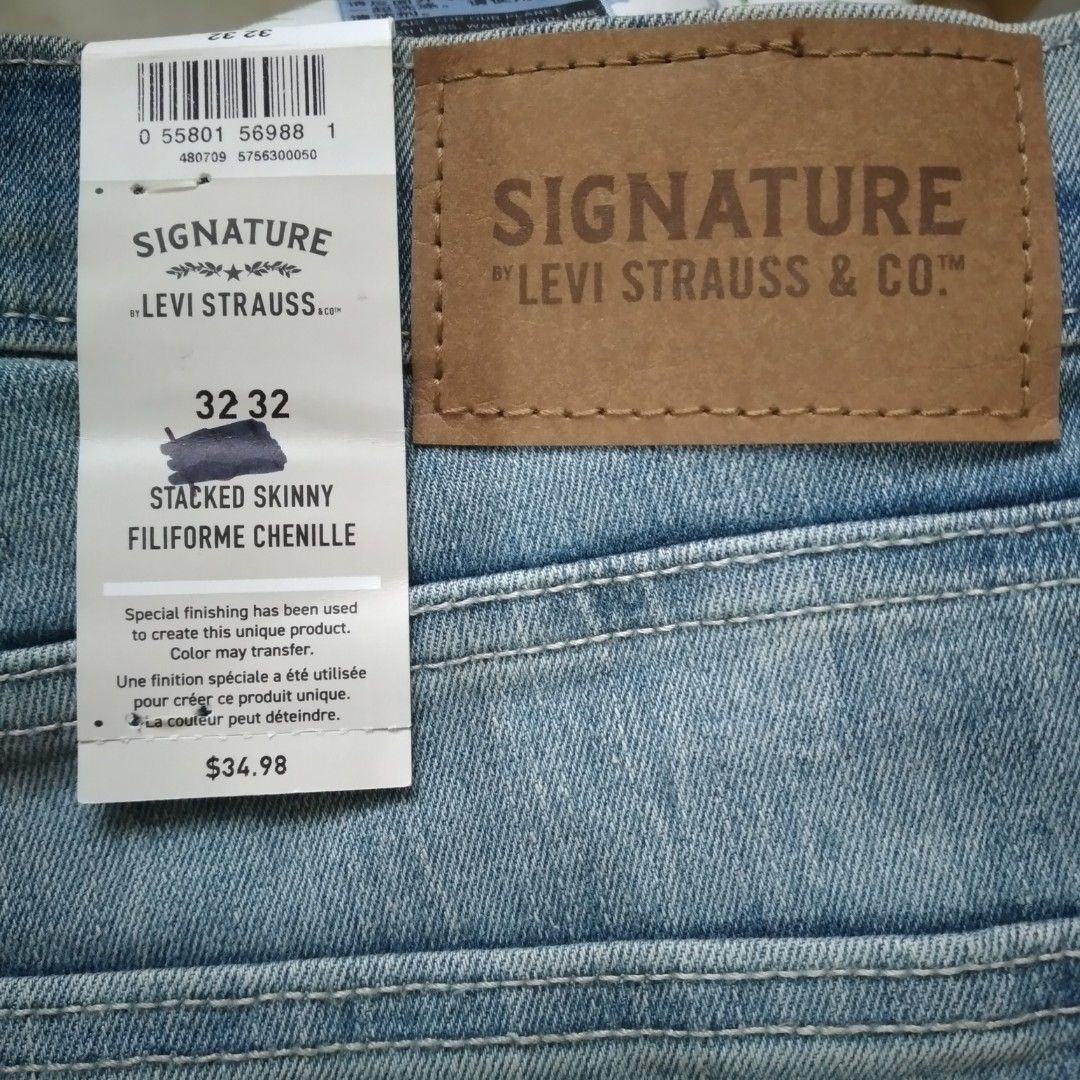 32 32
0 55801 56988 1
480709 5756300050
SIGNATURE
BY LEVI STRAUSS & CO™
32 32
STACKED SKINNY
FILIFORME CHENILLE
Special finishing has been used
to create this unique product.
Color may transfer.
Une finition spéciale a été utilisée
pour créer ce produit unique.
La couleur peut déteindre.
$34.98
SIGNATURE
BY LEVI STRAUSS & CO.™